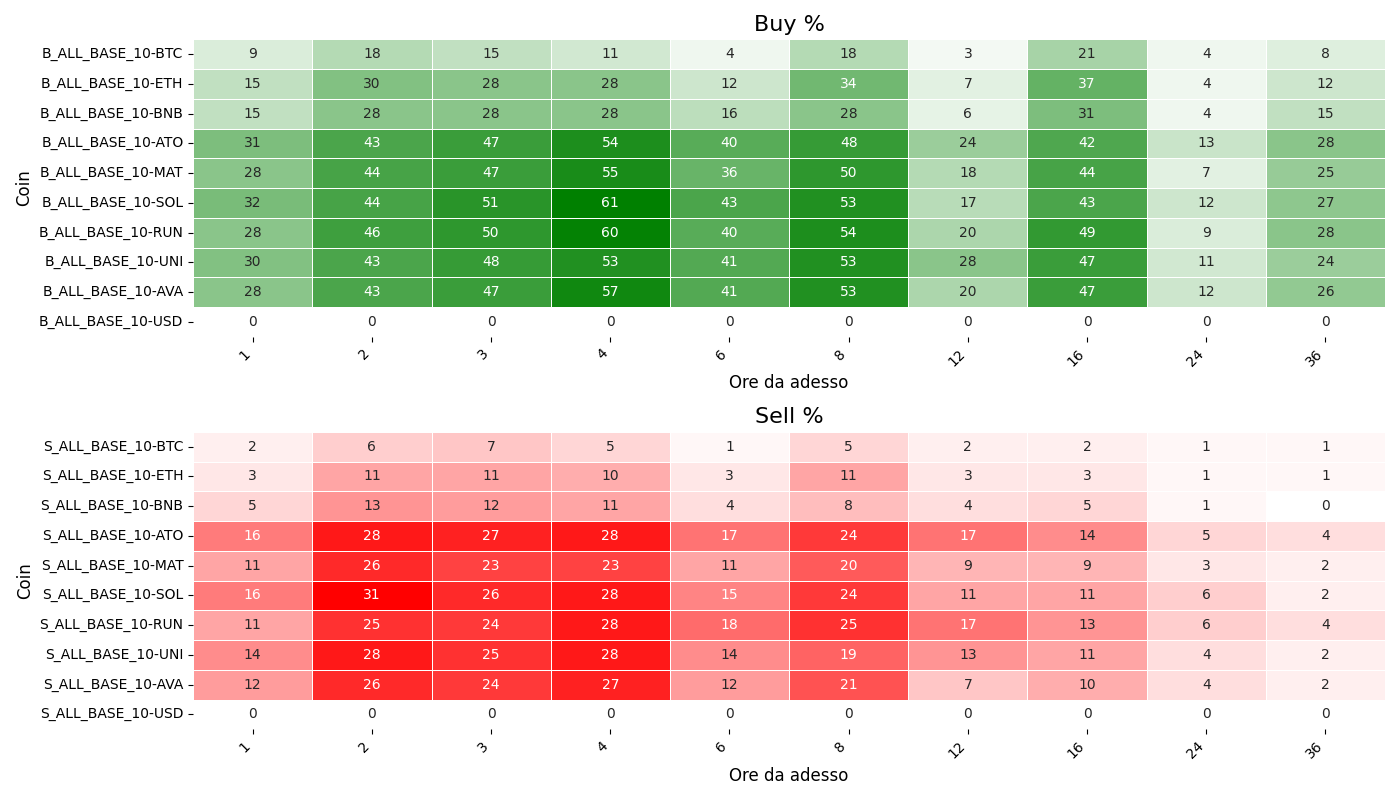 Buy %
Coin
B_ALL_BASE_10-BTC 9 18 15 11 4 18 3 21 4 8
B_ALL_BASE_10-ETH 15 30 28 28 12 34 7 37 4 12
B_ALL_BASE_10-BNB 15 28 28 28 16 28 6 31 4 15
B_ALL_BASE_10-ATO 31 43 47 54 40 48 24 42 13 28
B_ALL_BASE_10-MAT 28 44 47 55 36 50 18 44 7 25
B_ALL_BASE_10-SOL 32 44 51 61 43 53 17 43 12 27
B_ALL_BASE_10-RUN 28 46 50 60 40 54 20 49 9 28
B_ALL_BASE_10-UNI 30 43 48 53 41 53 28 47 11 24
B_ALL_BASE_10-AVA 28 43 47 57 41 53 20 47 12 26
B_ALL_BASE_10-USD 0 0 0 0 0 0 0 0 0 0
1 2 3 4 6 8 12 16 24 36
Ore da adesso
Sell %
Coin
S_ALL_BASE_10-BTC 2 6 7 5 1 5 2 2 1 1
S_ALL_BASE_10-ETH 3 11 11 10 3 11 3 3 1 1
S_ALL_BASE_10-BNB 5 13 12 11 4 8 4 5 1 0
S_ALL_BASE_10-ATO 16 28 27 28 17 24 17 14 5 4
S_ALL_BASE_10-MAT 11 26 23 23 11 20 9 9 3 2
S_ALL_BASE_10-SOL 16 31 26 28 15 24 11 11 6 2
S_ALL_BASE_10-RUN 11 25 24 28 18 25 17 13 6 4
S_ALL_BASE_10-UNI 14 28 25 28 14 19 13 11 4 2
S_ALL_BASE_10-AVA 12 26 24 27 12 21 7 10 4 2
S_ALL_BASE_10-USD 0 0 0 0 0 0 0 0 0 0
1 2 3 4 6 8 12 16 24 36
Ore da adesso